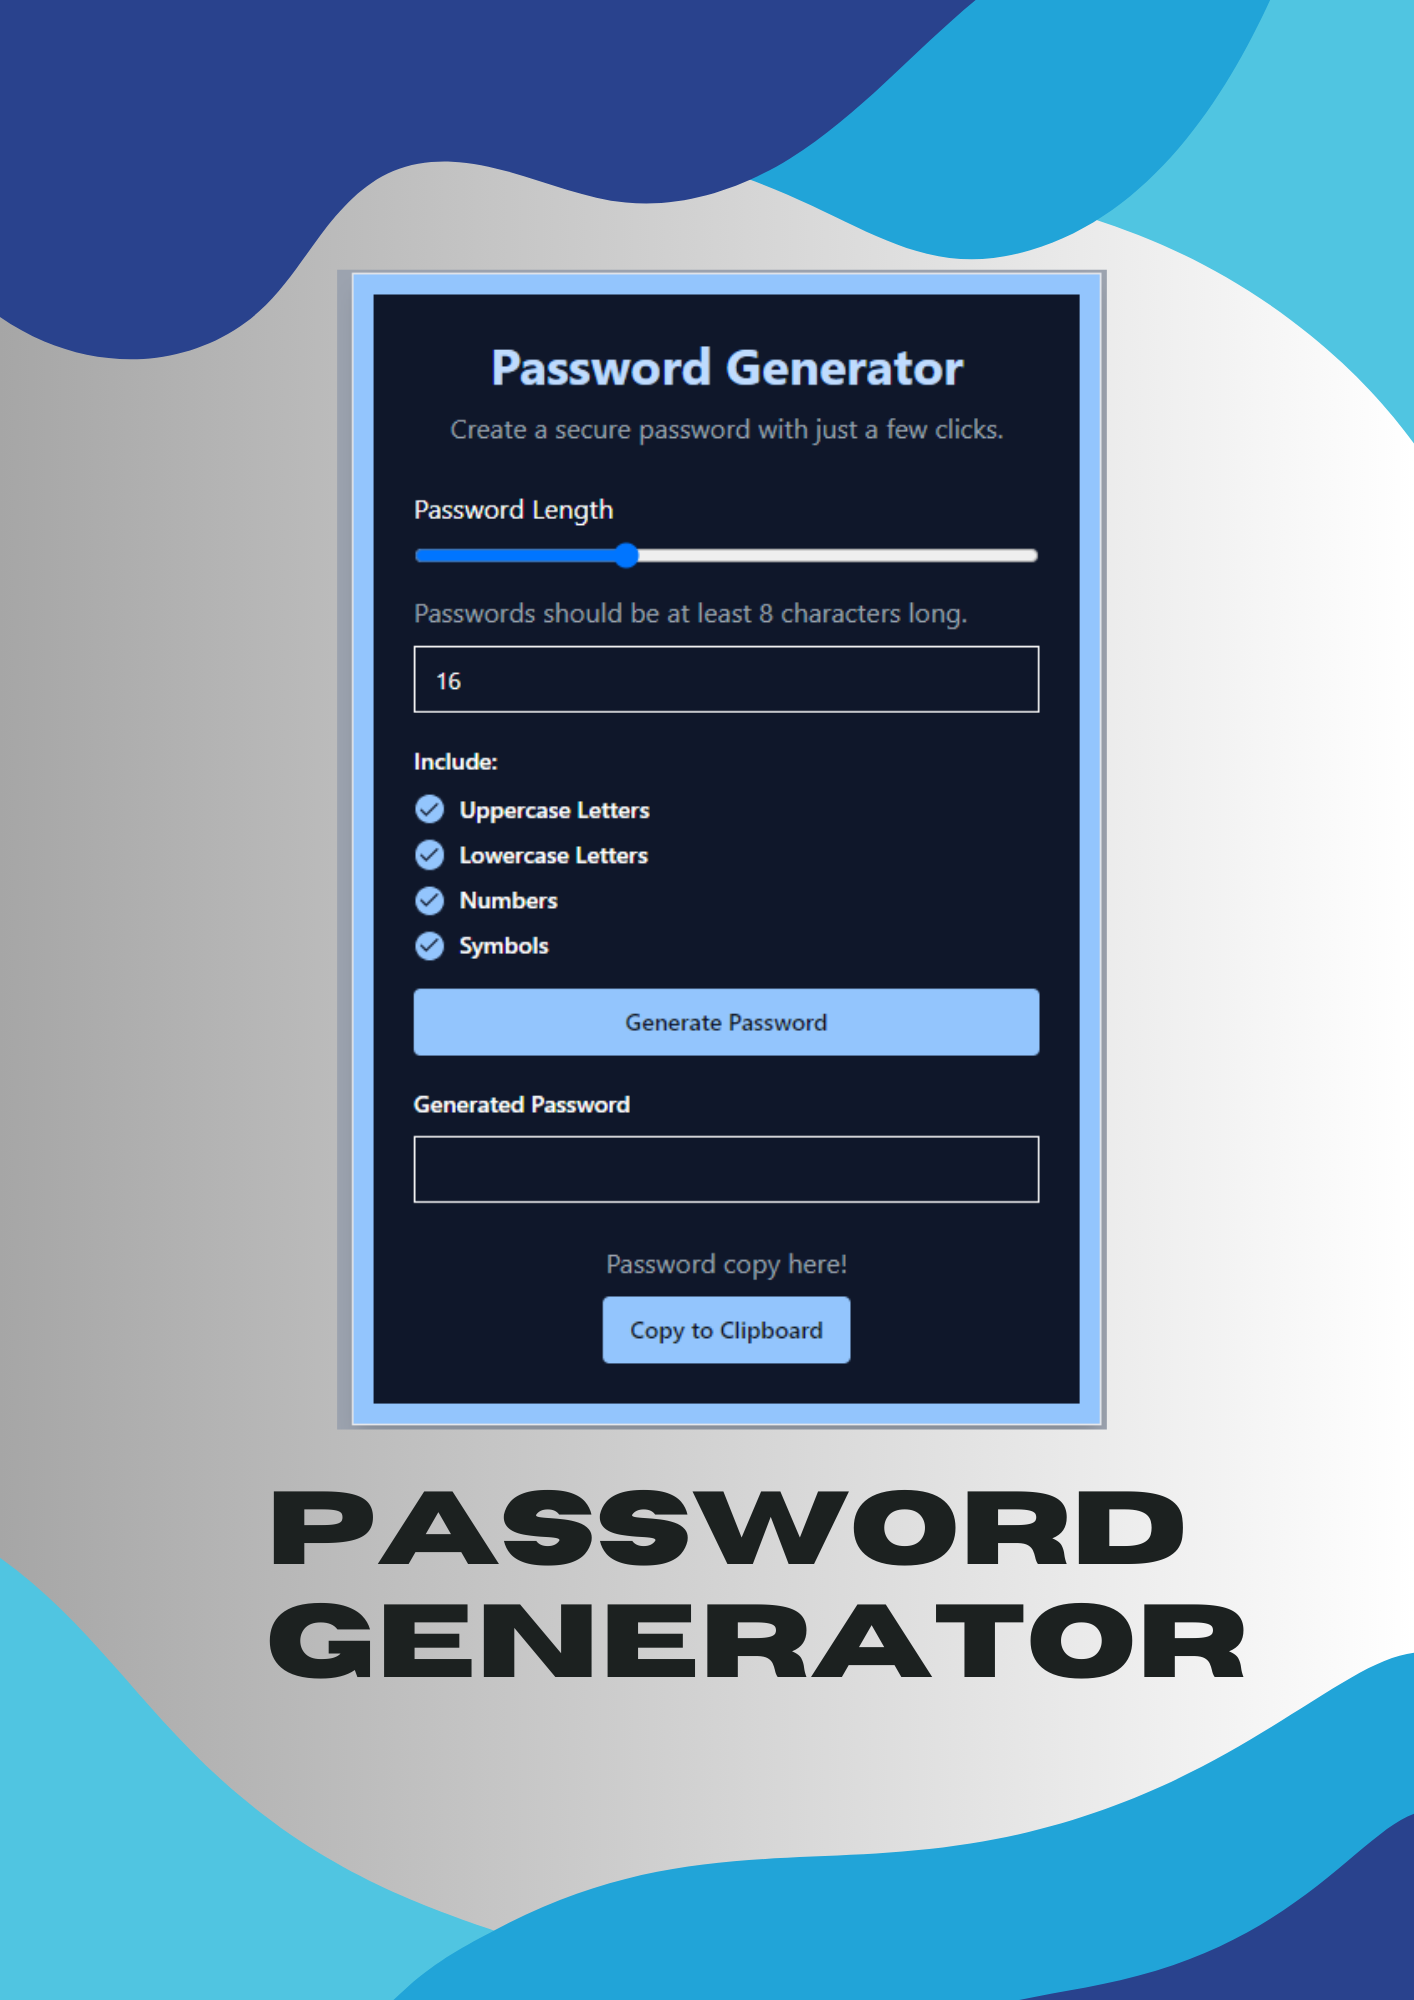 Password Generator
Create a secure password with just a few clicks.
Password Length
Passwords should be at least 8 characters long.
16
Include:
Uppercase Letters
Lowercase Letters
Numbers
Symbols
Generate Password
Generated Password
Password copy here!
Copy to Clipboard
PASSWORD
GENERATOR